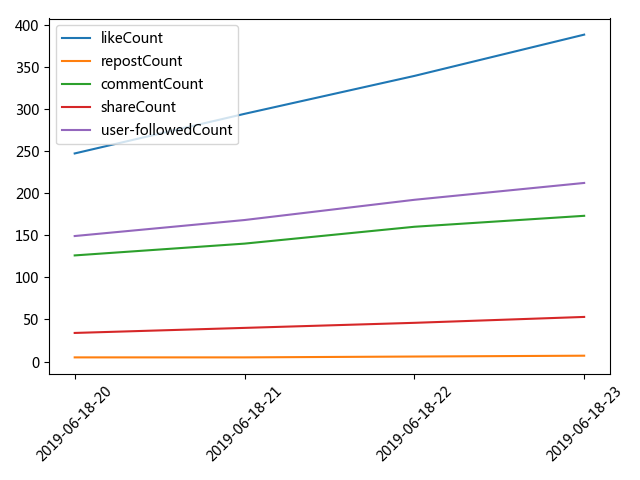 400
350
300
250
200
150
100
50
0
likeCount
repostCount
commentCount
shareCount
user-followedCount
2019-06-18-20
2019-06-18-21
2019-06-18-22
2019-06-18-23